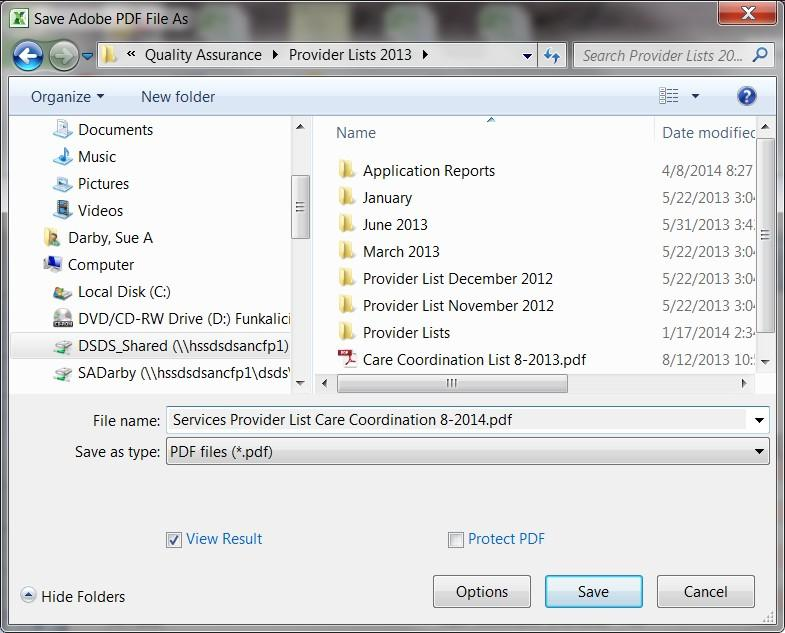 Save Adobe PDF File As
« Quality Assurance Provider Lists 2013
Search Provider Lists 20...
Organize New folder
Documents
Music
Pictures
Videos
Darby, Sue A
Computer
Local Disk (C:)
DVD/CD-RW Drive (D:) Funkalici
DSDS_Shared (\\hssdsdsancfp1)
SADarby (\\hssdsdsancfp1\dsds\
Name Date modified
Application Reports 4/8/2014 8:27
January 5/22/2013 3:04
June 2013 5/31/2013 3:43
March 2013 5/22/2013 3:04
Provider List December 2012 5/22/2013 3:04
Provider List November 2012 5/22/2013 3:04
Provider Lists 1/17/2014 2:34
Care Coordination List 8-2013.pdf 8/12/2013 10:
File name: Services Provider List Care Coordination 8-2014.pdf
Save as type: PDF files (*.pdf)
View Result Protect PDF
Hide Folders Options Save Cancel